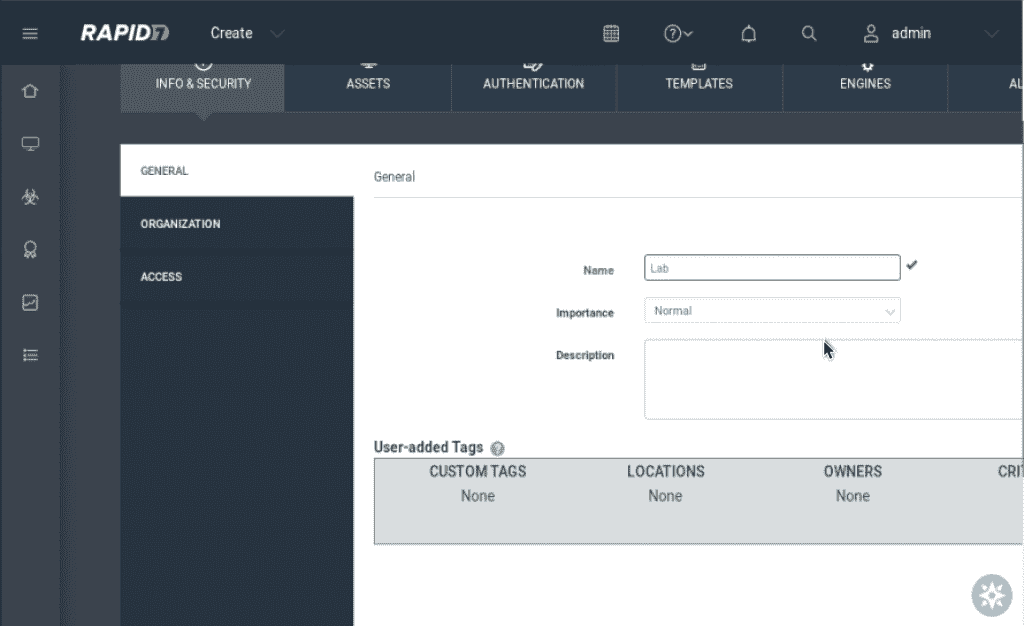 RAPID7 Create admin
INFO & SECURITY ASSETS AUTHENTICATION TEMPLATES ENGINES AL
GENERAL
General
ORGANIZATION
ACCESS
Name Lab
Importance Normal
Description
User-added Tags
CUSTOM TAGS LOCATIONS OWNERS CRIT
None None None